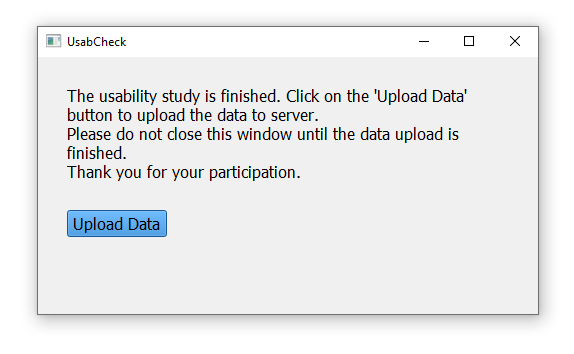 UsabCheck
The usability study is finished. Click on the 'Upload Data'
button to upload the data to server.
Please do not close this window until the data upload is
finished.
Thank you for your participation.
Upload Data